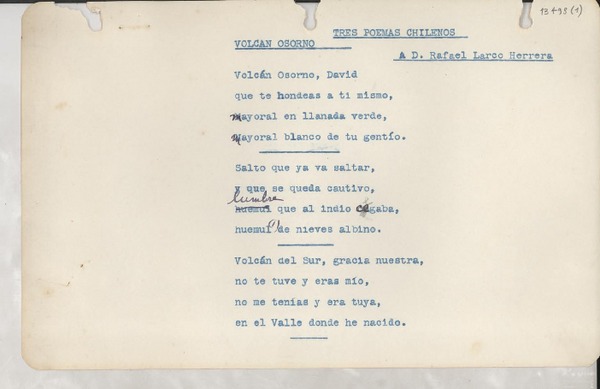 13495(1)
TRES POEMAS CHILENOS
VOLCAN OSORNO
A D. Rafael Larco Herrera
Volcán Osorno, David
que te hondeas a ti mismo,
mayoral en llanada verde,
mayoral blanco de tu gentío.
Salto que ya va saltar,
y que se queda cautivo,
lumbre
huemul que al indio cegaba,
huemul de nieves albino.
Volcán del Sur, gracia nuestra,
no te tuve y eras mío,
no me tenías y era tuya,
en el Valle donde he nacido.